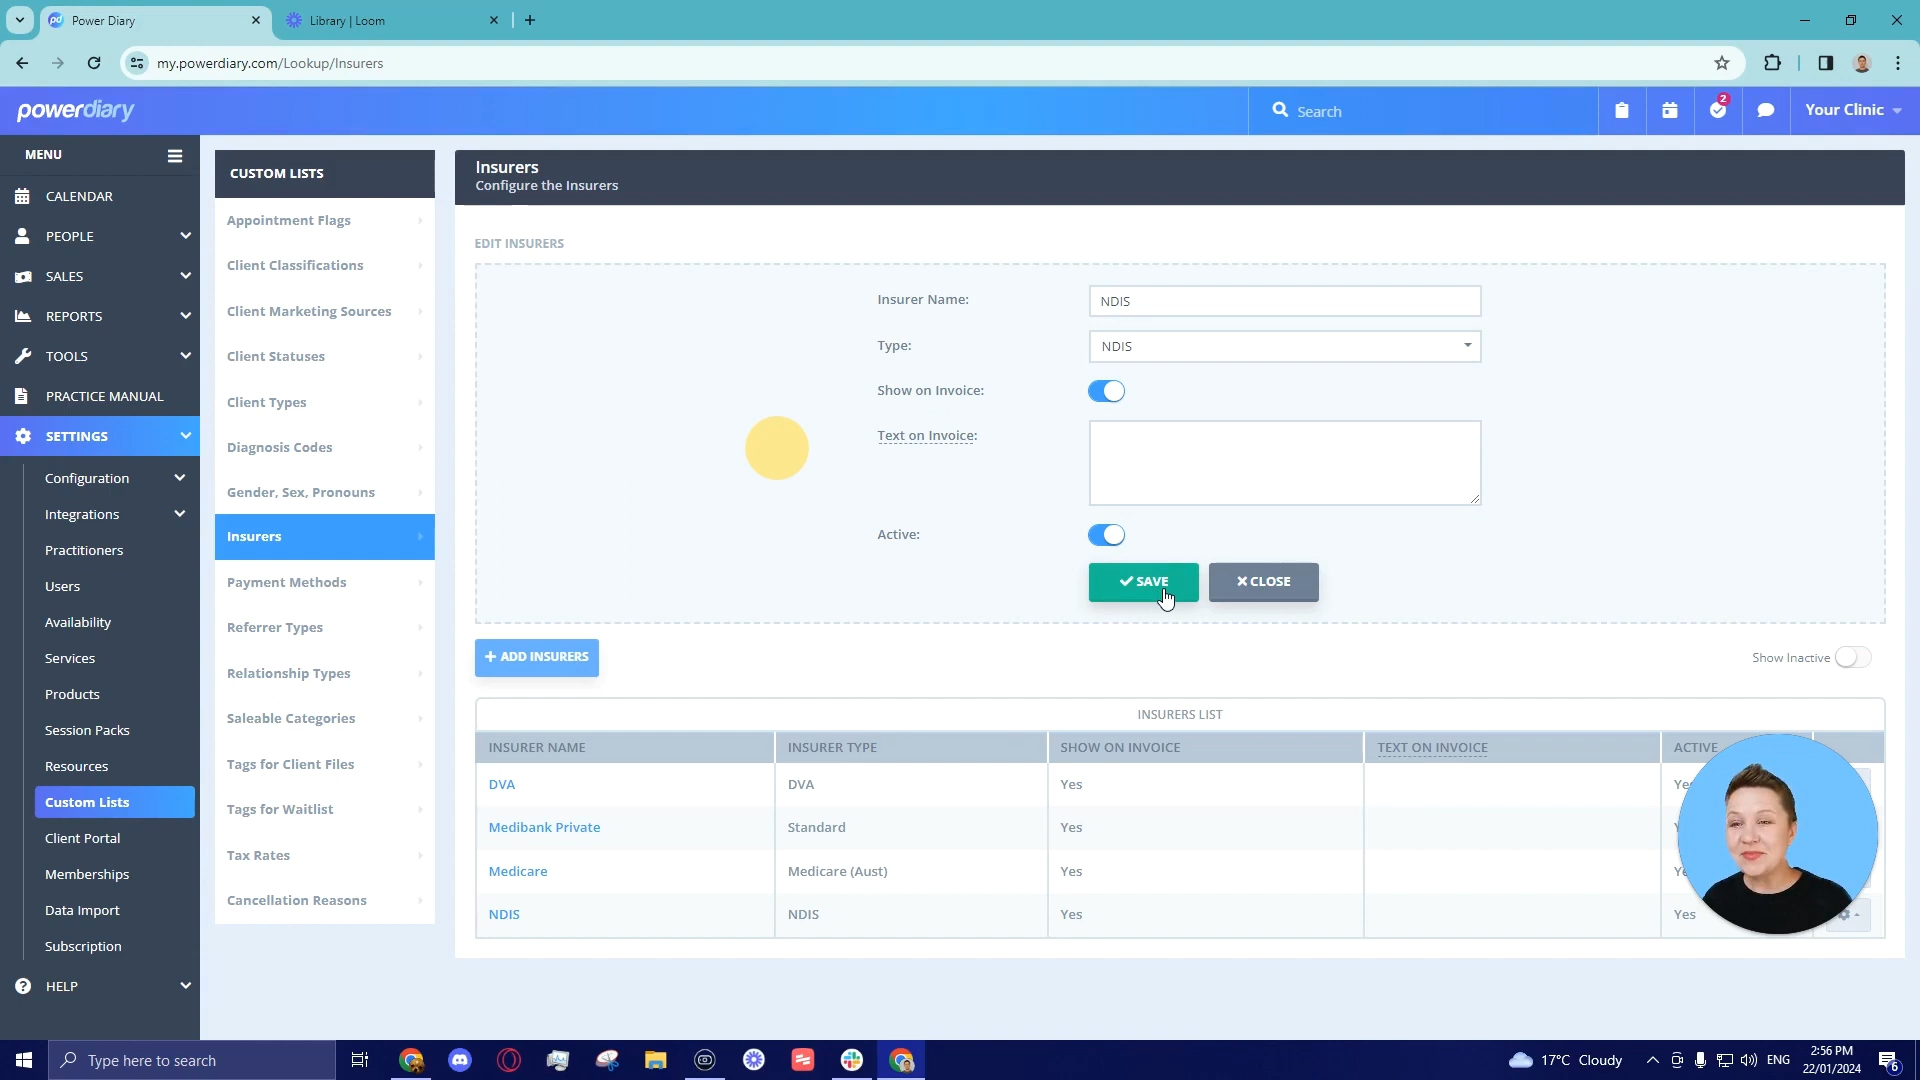 Power Diary
Library | Loom
my.powerdiary.com/Lookup/Insurers
powerdiary
Search
2
Your Clinic
MENU
CALENDAR
PEOPLE
SALES
REPORTS
TOOLS
PRACTICE MANUAL
SETTINGS
Configuration
Integrations
Practitioners
Users
Availability
Services
Products
Session Packs
Resources
Custom Lists
Client Portal
Memberships
Data Import
Subscription
HELP
CUSTOM LISTS
Appointment Flags
Client Classifications
Client Marketing Sources
Client Statuses
Client Types
Diagnosis Codes
Gender, Sex, Pronouns
Insurers
Payment Methods
Referrer Types
Relationship Types
Saleable Categories
Tags for Client Files
Tags for Waitlist
Tax Rates
Cancellation Reasons
Insurers
Configure the Insurers
EDIT INSURERS
Insurer Name: NDIS
Type: NDIS
Show on Invoice:
Text on Invoice:
Active:
SAVE CLOSE
+ ADD INSURERS
Show Inactive
INSURERS LIST
INSURER NAME INSURER TYPE SHOW ON INVOICE TEXT ON INVOICE ACTIVE
DVA DVA Yes
Medibank Private Standard Yes
Medicare Medicare (Aust) Yes
NDIS NDIS Yes Yes
Type here to search
17°C Cloudy
ENG
2:56 PM
22/01/2024
6